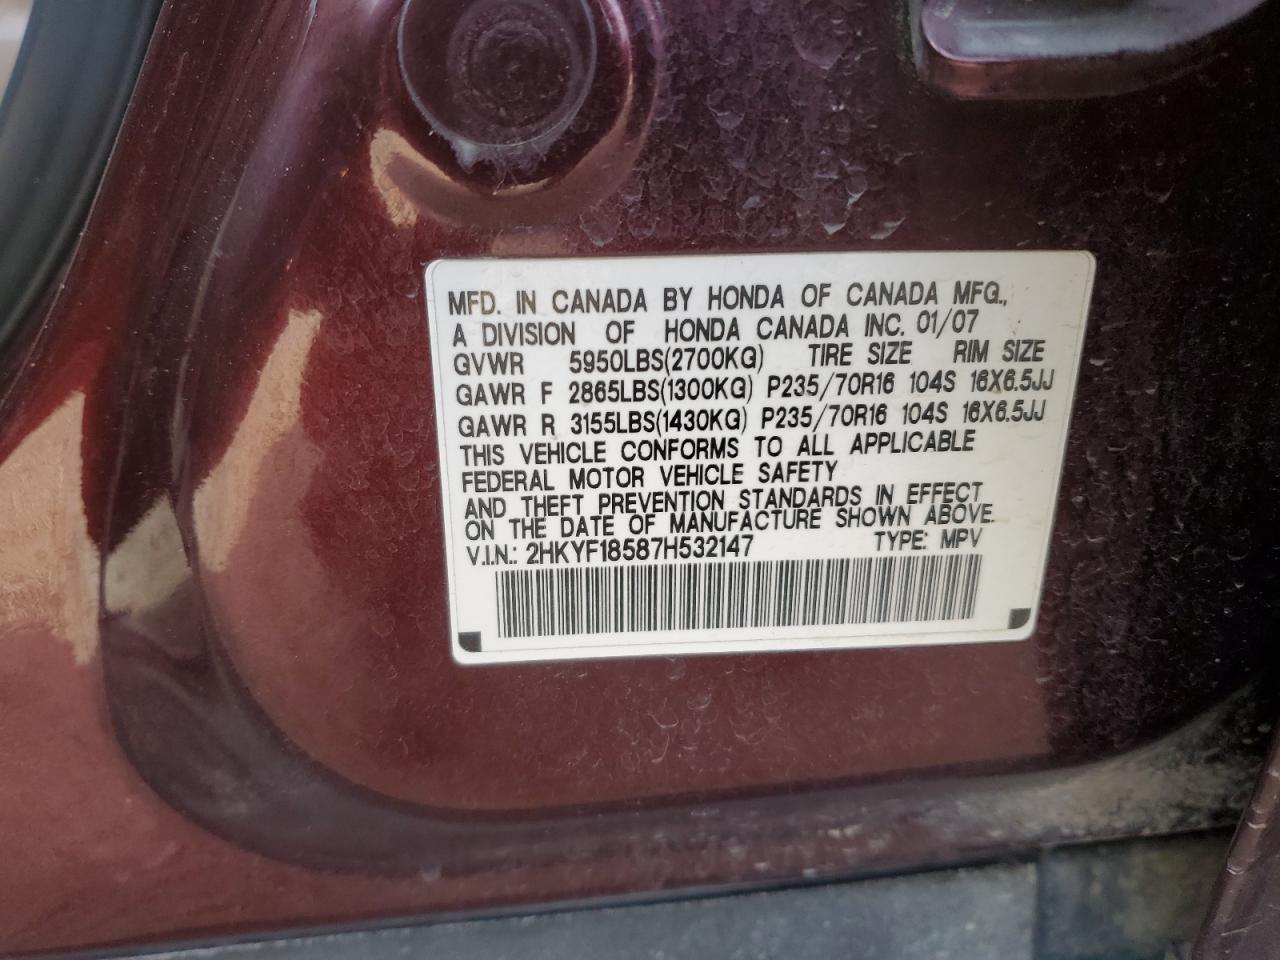 MFD. IN CANADA BY HONDA OF CANADA MFG.,
A DIVISION OF HONDA CANADA INC. 01/07
GVWR 5950LBS(2700KG) TIRE SIZE RIM SIZE
GAWR F 2865LBS(1300KG) P235/70R16 104S 16X6.5JJ
GAWR R 3155LBS(1430KG) P235/70R16 104S 16X6.5JJ
THIS VEHICLE CONFORMS TO ALL APPLICABLE
FEDERAL MOTOR VEHICLE SAFETY
AND THEFT PREVENTION STANDARDS IN EFFECT
ON THE DATE OF MANUFACTURE SHOWN ABOVE.
V.I.N.: 2HKYF18587H532147 TYPE: MPV